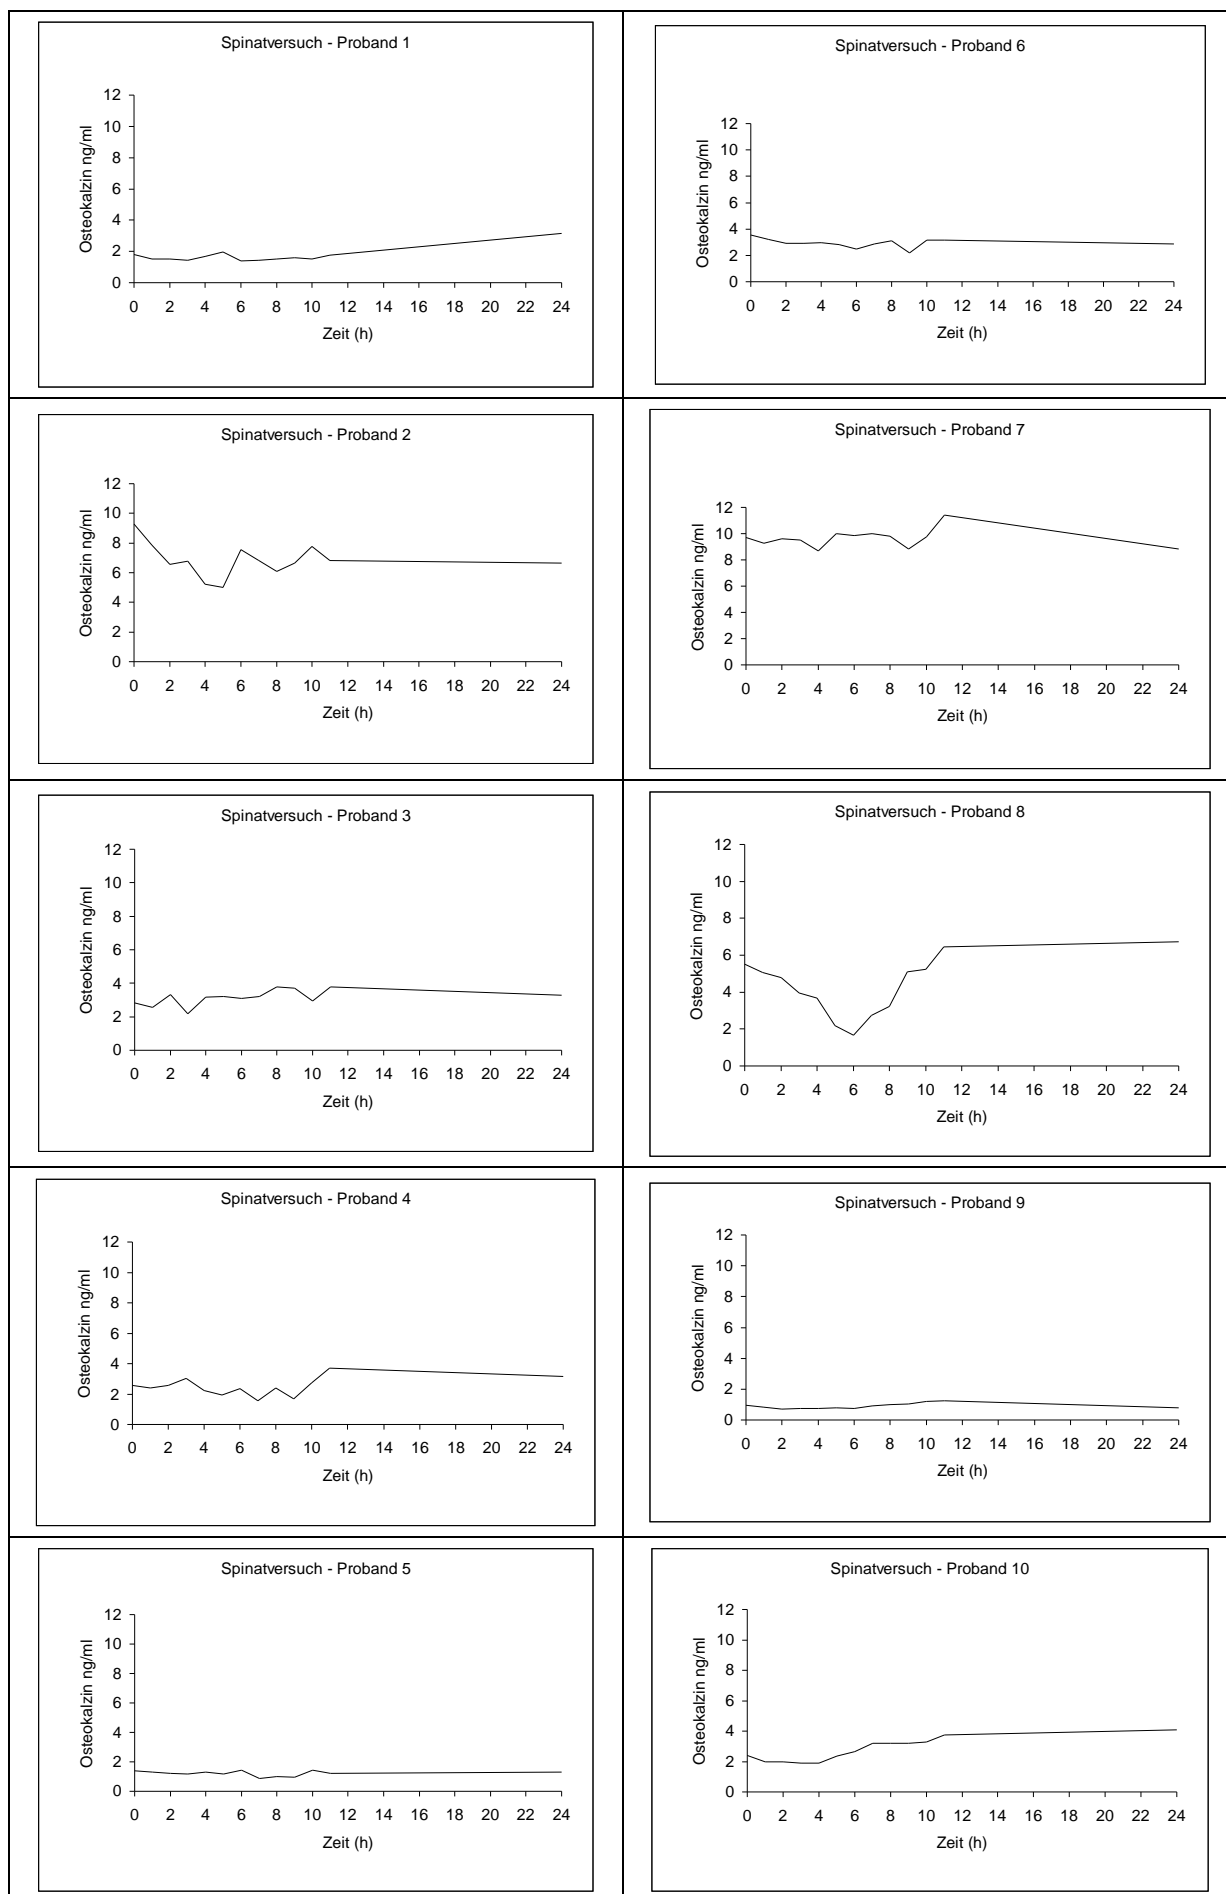 Spinatversuch - Proband 1
Osteokalzin ng/ml
12
10
8
6
4
2
0
0 2 4 6 8 10 12 14 16 18 20 22 24
Zeit (h)
Spinatversuch - Proband 6
Osteokalzin ng/ml
12
10
8
6
4
2
0
0 2 4 6 8 10 12 14 16 18 20 22 24
Zeit (h)
Spinatversuch - Proband 2
Osteokalzin ng/ml
12
10
8
6
4
2
0
0 2 4 6 8 10 12 14 16 18 20 22 24
Zeit (h)
Spinatversuch - Proband 7
Osteokalzin ng/ml
12
10
8
6
4
2
0
0 2 4 6 8 10 12 14 16 18 20 22 24
Zeit (h)
Spinatversuch - Proband 3
Osteokalzin ng/ml
12
10
8
6
4
2
0
0 2 4 6 8 10 12 14 16 18 20 22 24
Zeit (h)
Spinatversuch - Proband 8
Osteokalzin ng/ml
12
10
8
6
4
2
0
0 2 4 6 8 10 12 14 16 18 20 22 24
Zeit (h)
Spinatversuch - Proband 4
Osteokalzin ng/ml
12
10
8
6
4
2
0
0 2 4 6 8 10 12 14 16 18 20 22 24
Zeit (h)
Spinatversuch - Proband 9
Osteokalzin ng/ml
12
10
8
6
4
2
0
0 2 4 6 8 10 12 14 16 18 20 22 24
Zeit (h)
Spinatversuch - Proband 5
Osteokalzin ng/ml
12
10
8
6
4
2
0
0 2 4 6 8 10 12 14 16 18 20 22 24
Zeit (h)
Spinatversuch - Proband 10
Osteokalzin ng/ml
12
10
8
6
4
2
0
0 2 4 6 8 10 12 14 16 18 20 22 24
Zeit (h)